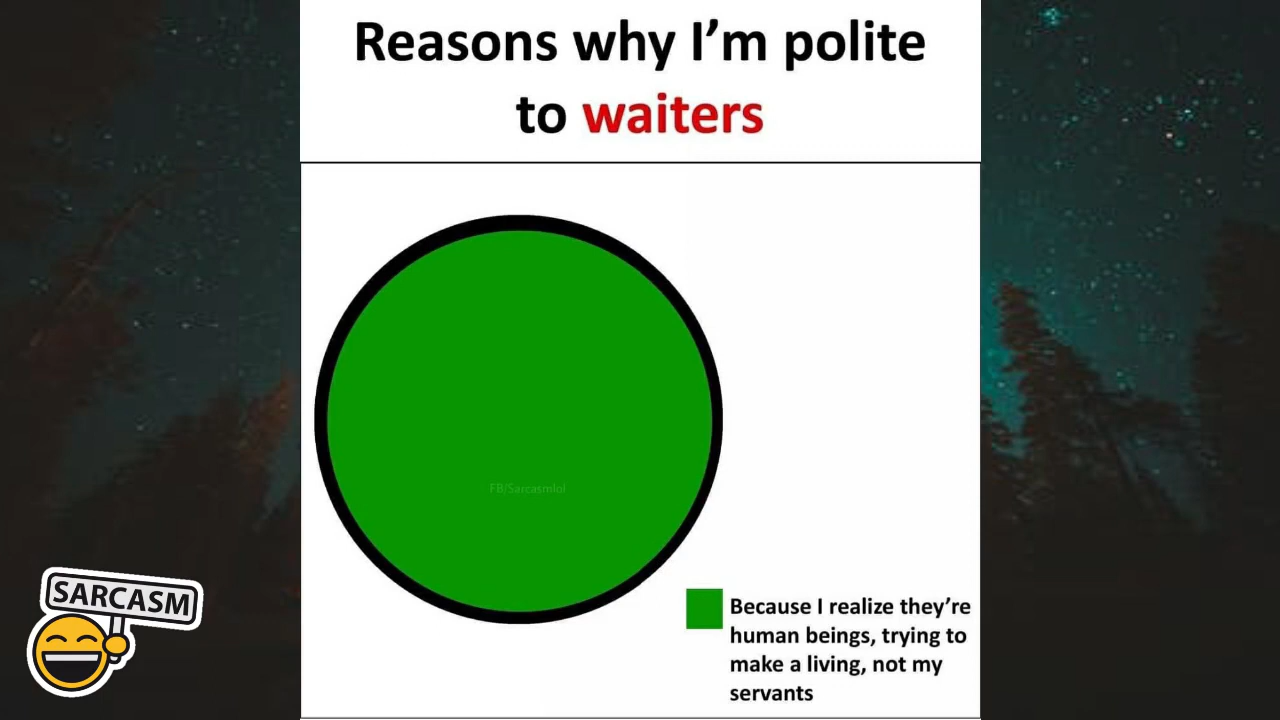 Reasons why I’m polite
to waiters
FB/Sarcasmlol
SARCASM
Because I realize they’re
human beings, trying to
make a living, not my
servants